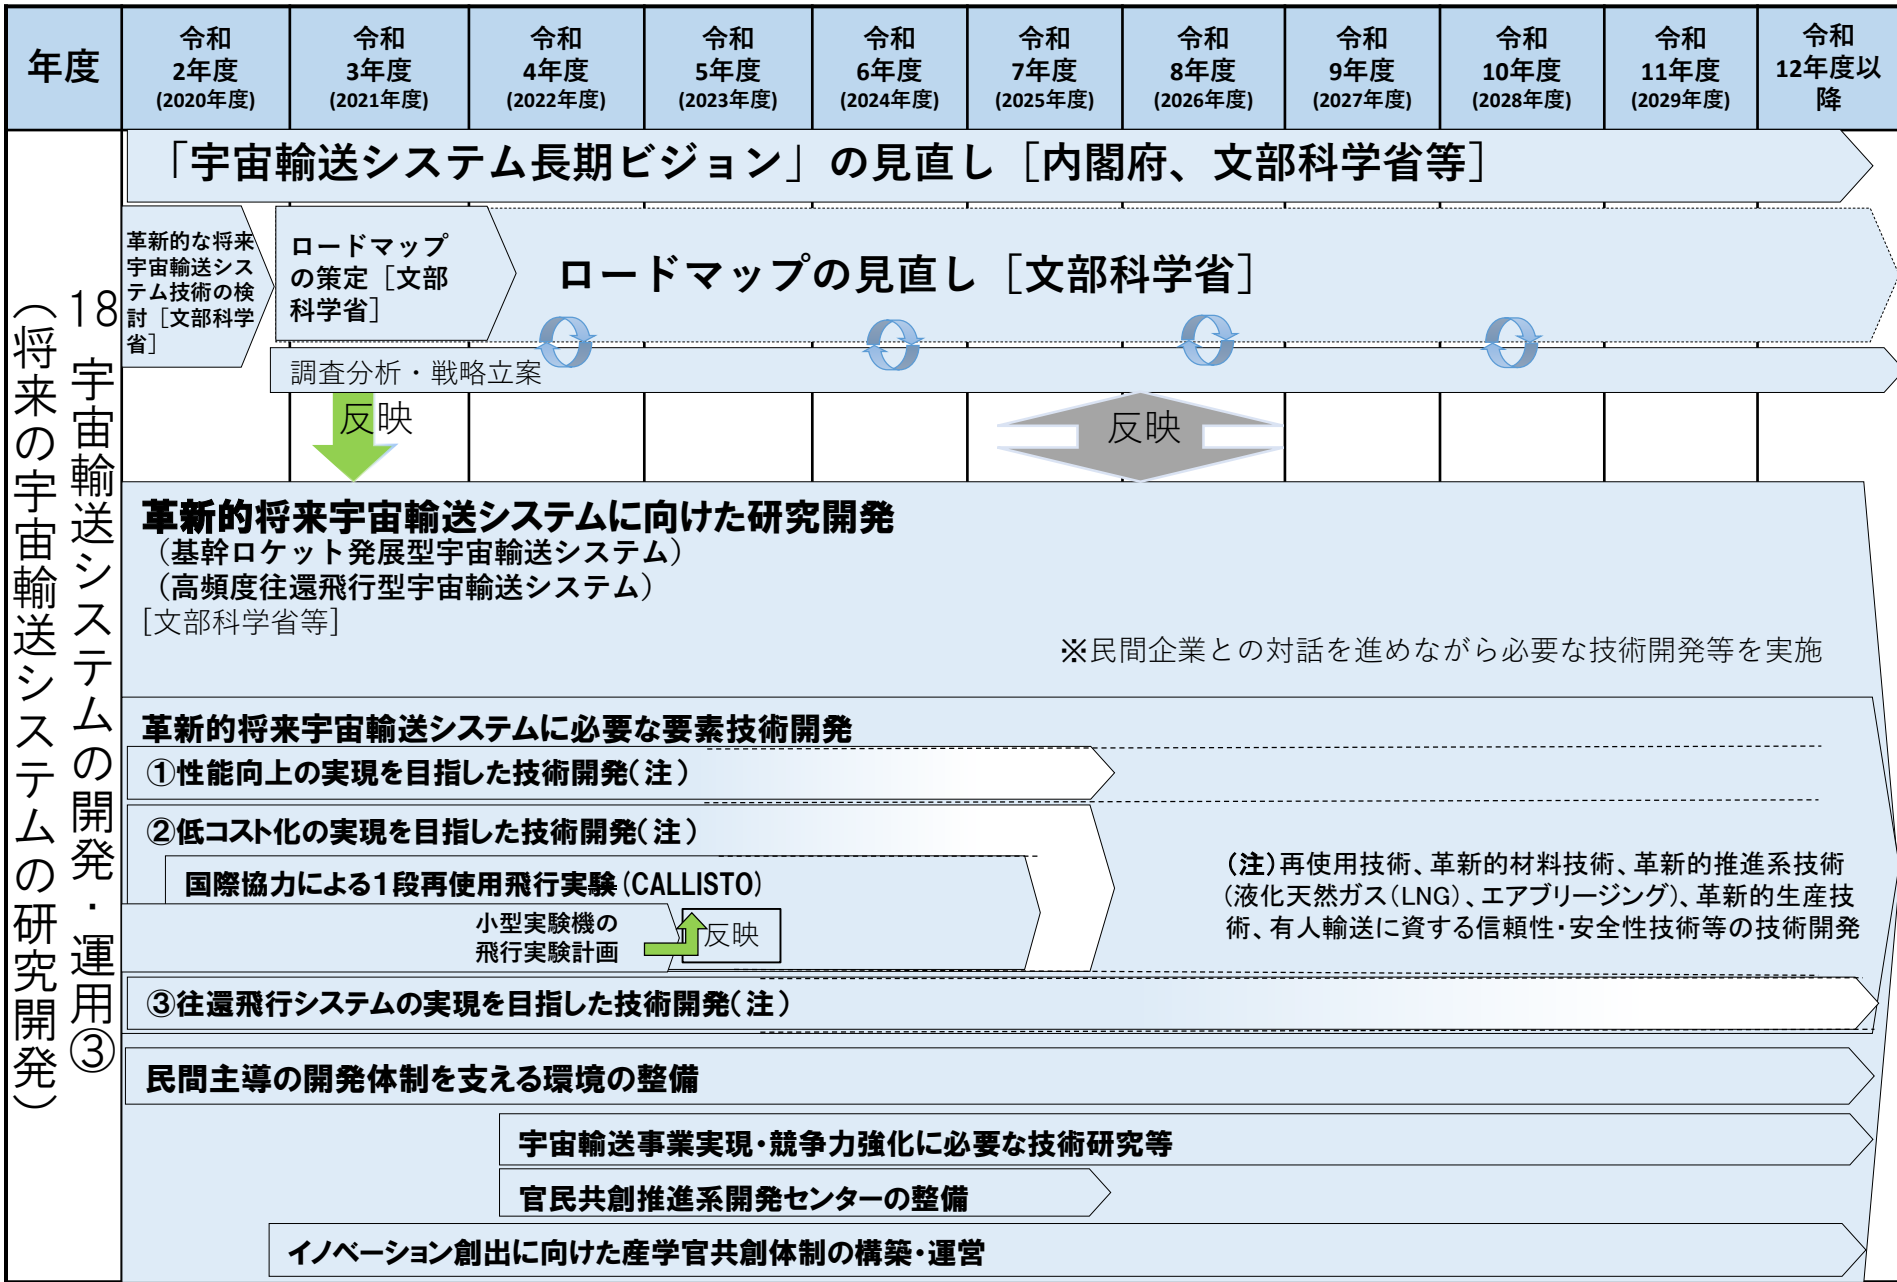 年度
令和
2年度
(2020年度)
令和
3年度
(2021年度)
令和
4年度
(2022年度)
令和
5年度
(2023年度)
令和
6年度
(2024年度)
令和
7年度
(2025年度)
令和
8年度
(2026年度)
令和
9年度
(2027年度)
令和
10年度
(2028年度)
令和
11年度
(2029年度)
令和
12年度以
降
18 宇宙輸送システムの開発・運用③
（将来の宇宙輸送システムの研究開発）
「宇宙輸送システム長期ビジョン」の見直し［内閣府、文部科学省等］
革新的な将来
宇宙輸送シス
テム技術の検
討［文部科学
省］
ロードマップ
の策定［文部
科学省］
ロードマップの見直し［文部科学省］
調査分析・戦略立案
反映
反映
革新的将来宇宙輸送システムに向けた研究開発
（基幹ロケット発展型宇宙輸送システム）
（高頻度往還飛行型宇宙輸送システム）
［文部科学省等］
※民間企業との対話を進めながら必要な技術開発等を実施
革新的将来宇宙輸送システムに必要な要素技術開発
①性能向上の実現を目指した技術開発（注）
②低コスト化の実現を目指した技術開発（注）
国際協力による１段再使用飛行実験（CALLISTO）
小型実験機の
飛行実験計画
反映
（注）再使用技術、革新的材料技術、革新的推進系技術
（液化天然ガス（LNG）、エアブリージング）、革新的生産技
術、有人輸送に資する信頼性・安全性技術等の技術開発
③往還飛行システムの実現を目指した技術開発（注）
民間主導の開発体制を支える環境の整備
宇宙輸送事業実現・競争力強化に必要な技術研究等
官民共創推進系開発センターの整備
イノベーション創出に向けた産学官共創体制の構築・運営